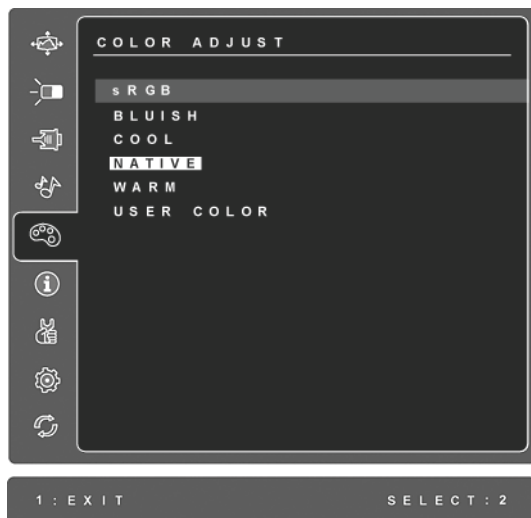 COLOR ADJUST
sRGB
BLUISH
COOL
NATIVE
WARM
USER COLOR
1:EXIT SELECT:2